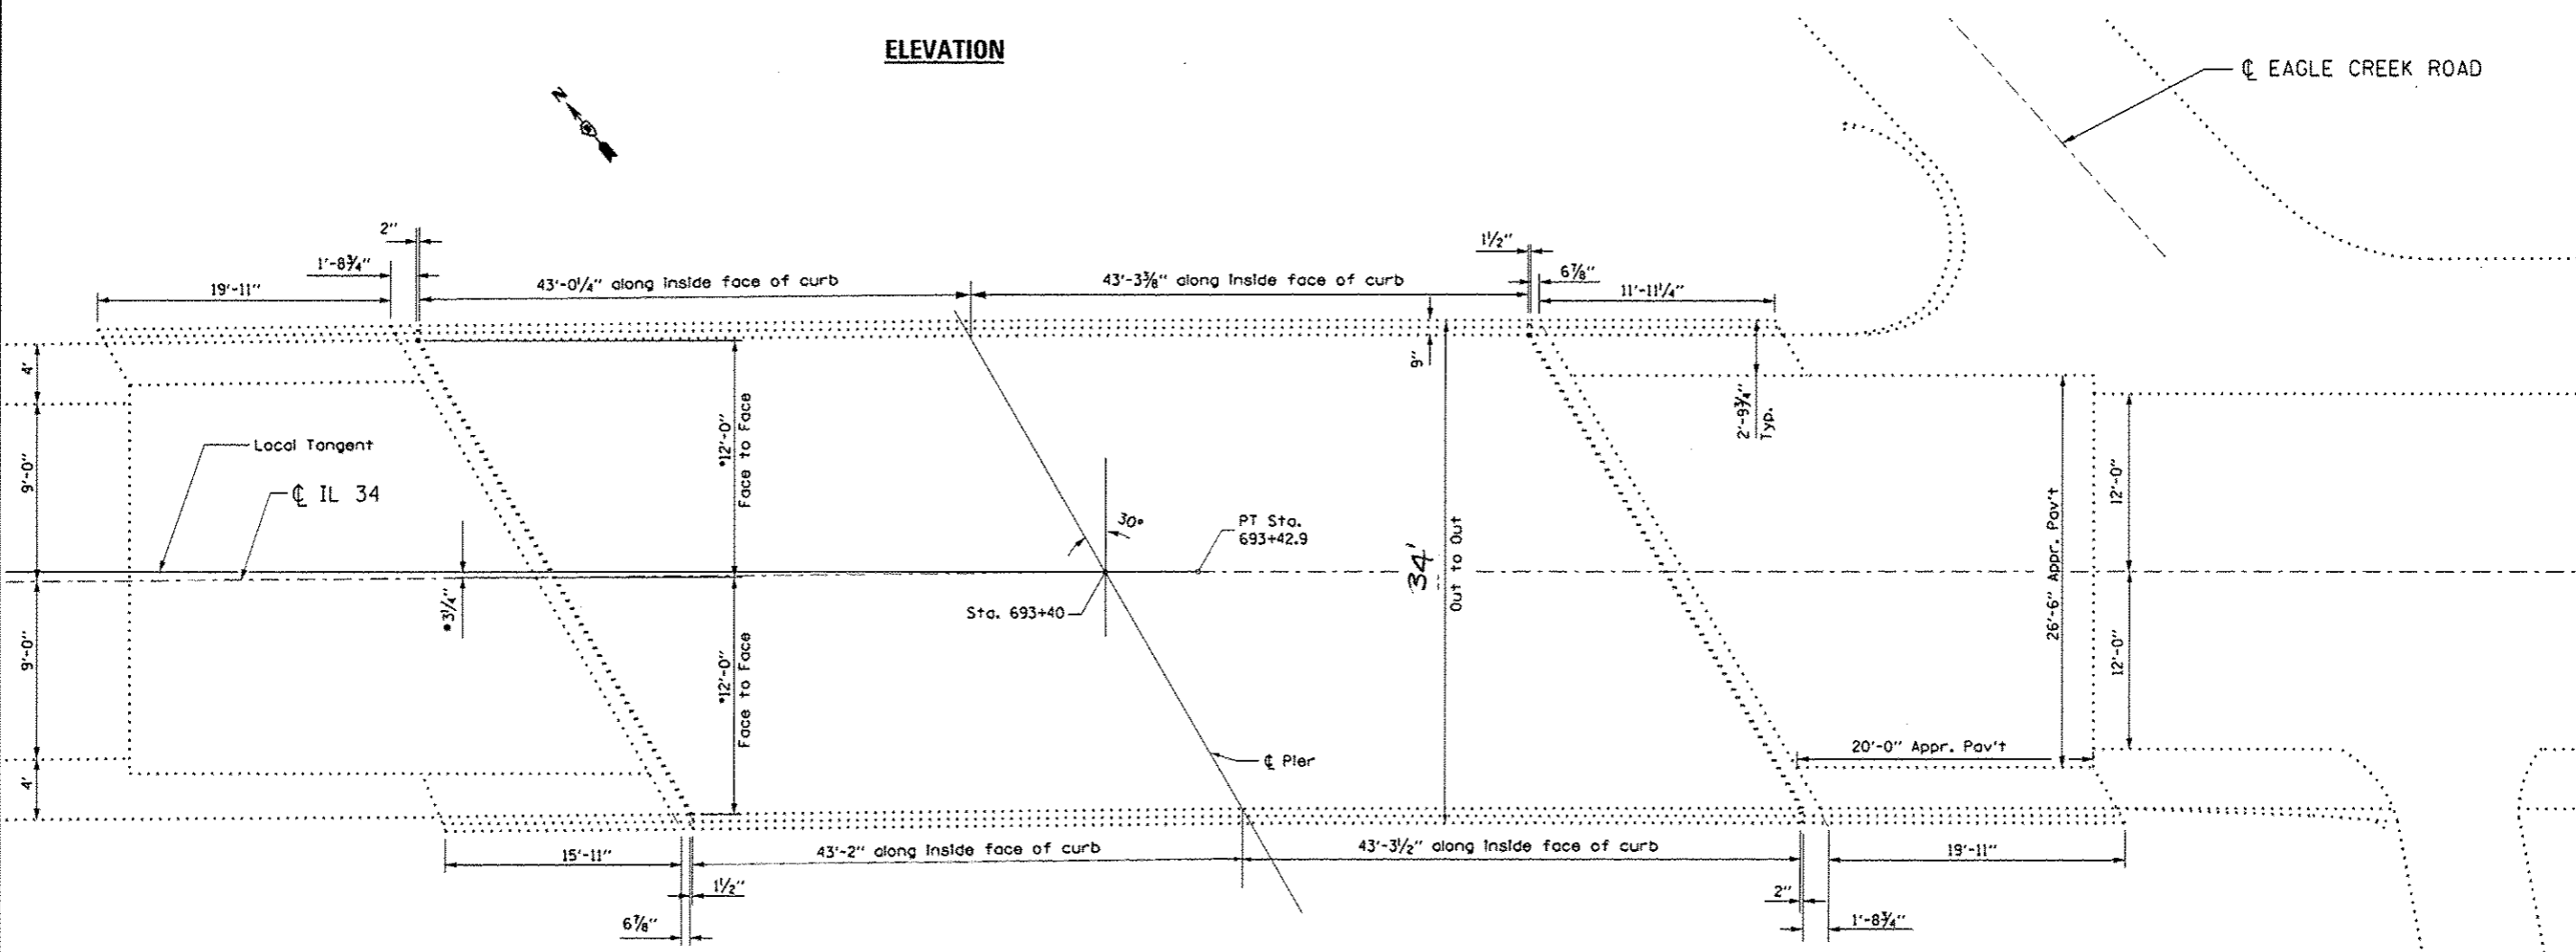 ELEVATION
℄ EAGLE CREEK ROAD
N
2"
1'-8¾"
19'-11"
43'-0¼" along inside face of curb
43'-3⅜" along inside face of curb
1½"
6⅞"
11'-11¼"
4'
9'-0"
9'-0"
4'
Local Tangent
℄ IL 34
*3¼"
*12'-0"
Face to Face
*12'-0"
Face to Face
30°
PT Sta.
693+42.9
Sta. 693+40
℄ Pier
9"
34'
Out to Out
2'-9¾"
Typ.
26'-6" Appr. Pav't
12'-0"
12'-0"
20'-0" Appr. Pav't
15'-11"
43'-2" along inside face of curb
43'-3½" along inside face of curb
19'-11"
1½"
6⅞"
2"
1'-8¾"